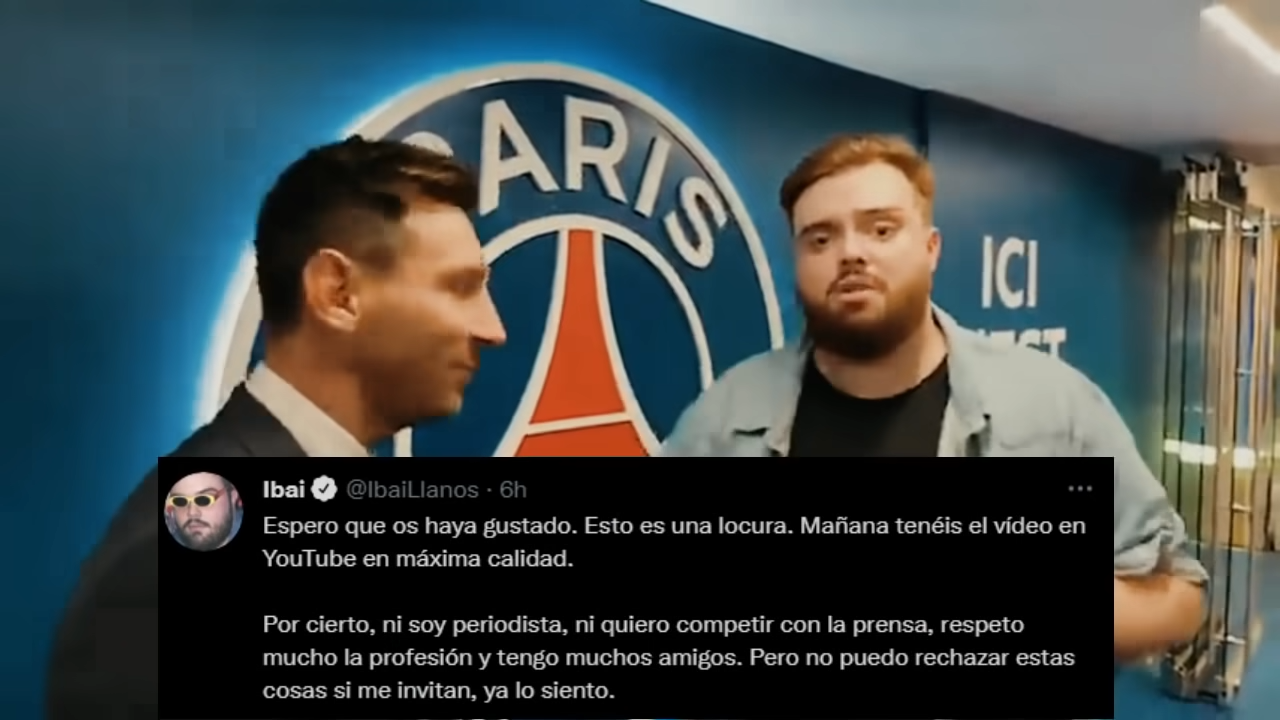 PARIS
ICI
Ibai @IbaiLlanos · 6h
Espero que os haya gustado. Esto es una locura. Mañana tenéis el vídeo en
YouTube en máxima calidad.
Por cierto, ni soy periodista, ni quiero competir con la prensa, respeto
mucho la profesión y tengo muchos amigos. Pero no puedo rechazar estas
cosas si me invitan, ya lo siento.